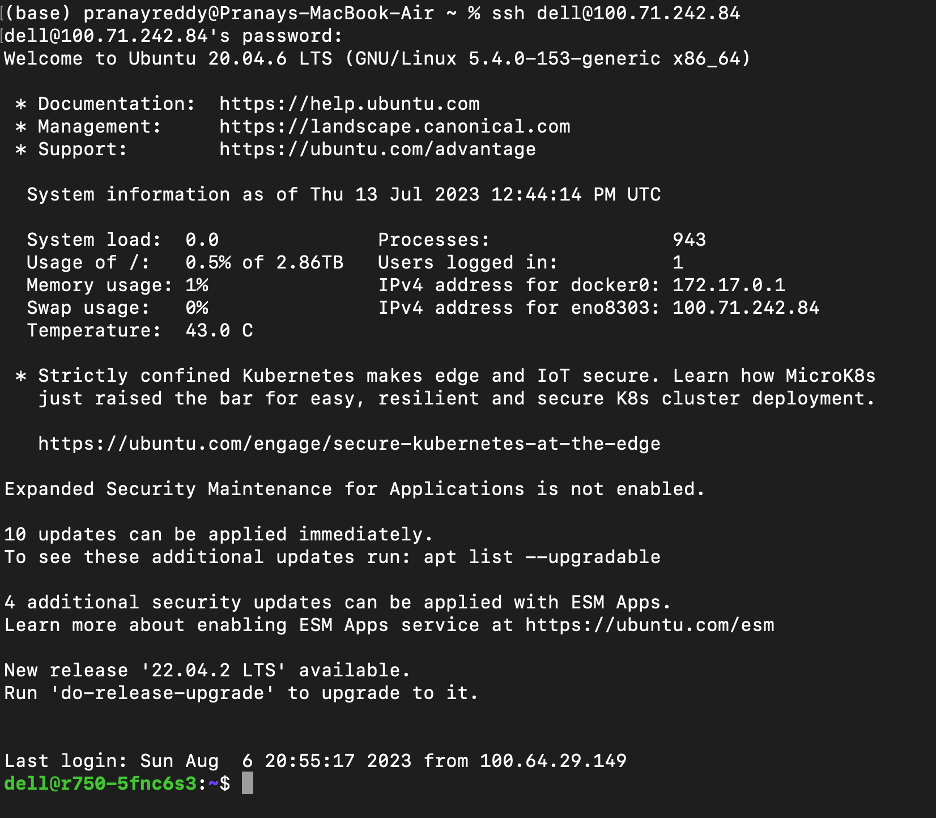 (base) pranayreddy@Pranays-MacBook-Air ~ % ssh dell@100.71.242.84
dell@100.71.242.84's password:
Welcome to Ubuntu 20.04.6 LTS (GNU/Linux 5.4.0-153-generic x86_64)
* Documentation: https://help.ubuntu.com
* Management: https://landscape.canonical.com
* Support: https://ubuntu.com/advantage
System information as of Thu 13 Jul 2023 12:44:14 PM UTC
System load: 0.0 Processes: 943
Usage of /: 0.5% of 2.86TB Users logged in: 1
Memory usage: 1% IPv4 address for docker0: 172.17.0.1
Swap usage: 0% IPv4 address for eno8303: 100.71.242.84
Temperature: 43.0 C
* Strictly confined Kubernetes makes edge and IoT secure. Learn how MicroK8s
just raised the bar for easy, resilient and secure K8s cluster deployment.
https://ubuntu.com/engage/secure-kubernetes-at-the-edge
Expanded Security Maintenance for Applications is not enabled.
10 updates can be applied immediately.
To see these additional updates run: apt list --upgradable
4 additional security updates can be applied with ESM Apps.
Learn more about enabling ESM Apps service at https://ubuntu.com/esm
New release '22.04.2 LTS' available.
Run 'do-release-upgrade' to upgrade to it.
Last login: Sun Aug  6 20:55:17 2023 from 100.64.29.149
dell@r750-5fnc6s3:~$